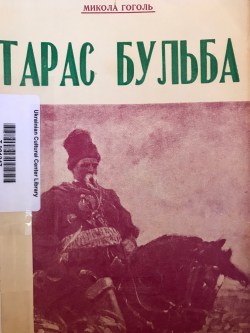 МИКОЛА ГОГОЛЬ
ТАРАС БУЛЬБА
Ukrainian Cultural Center Library